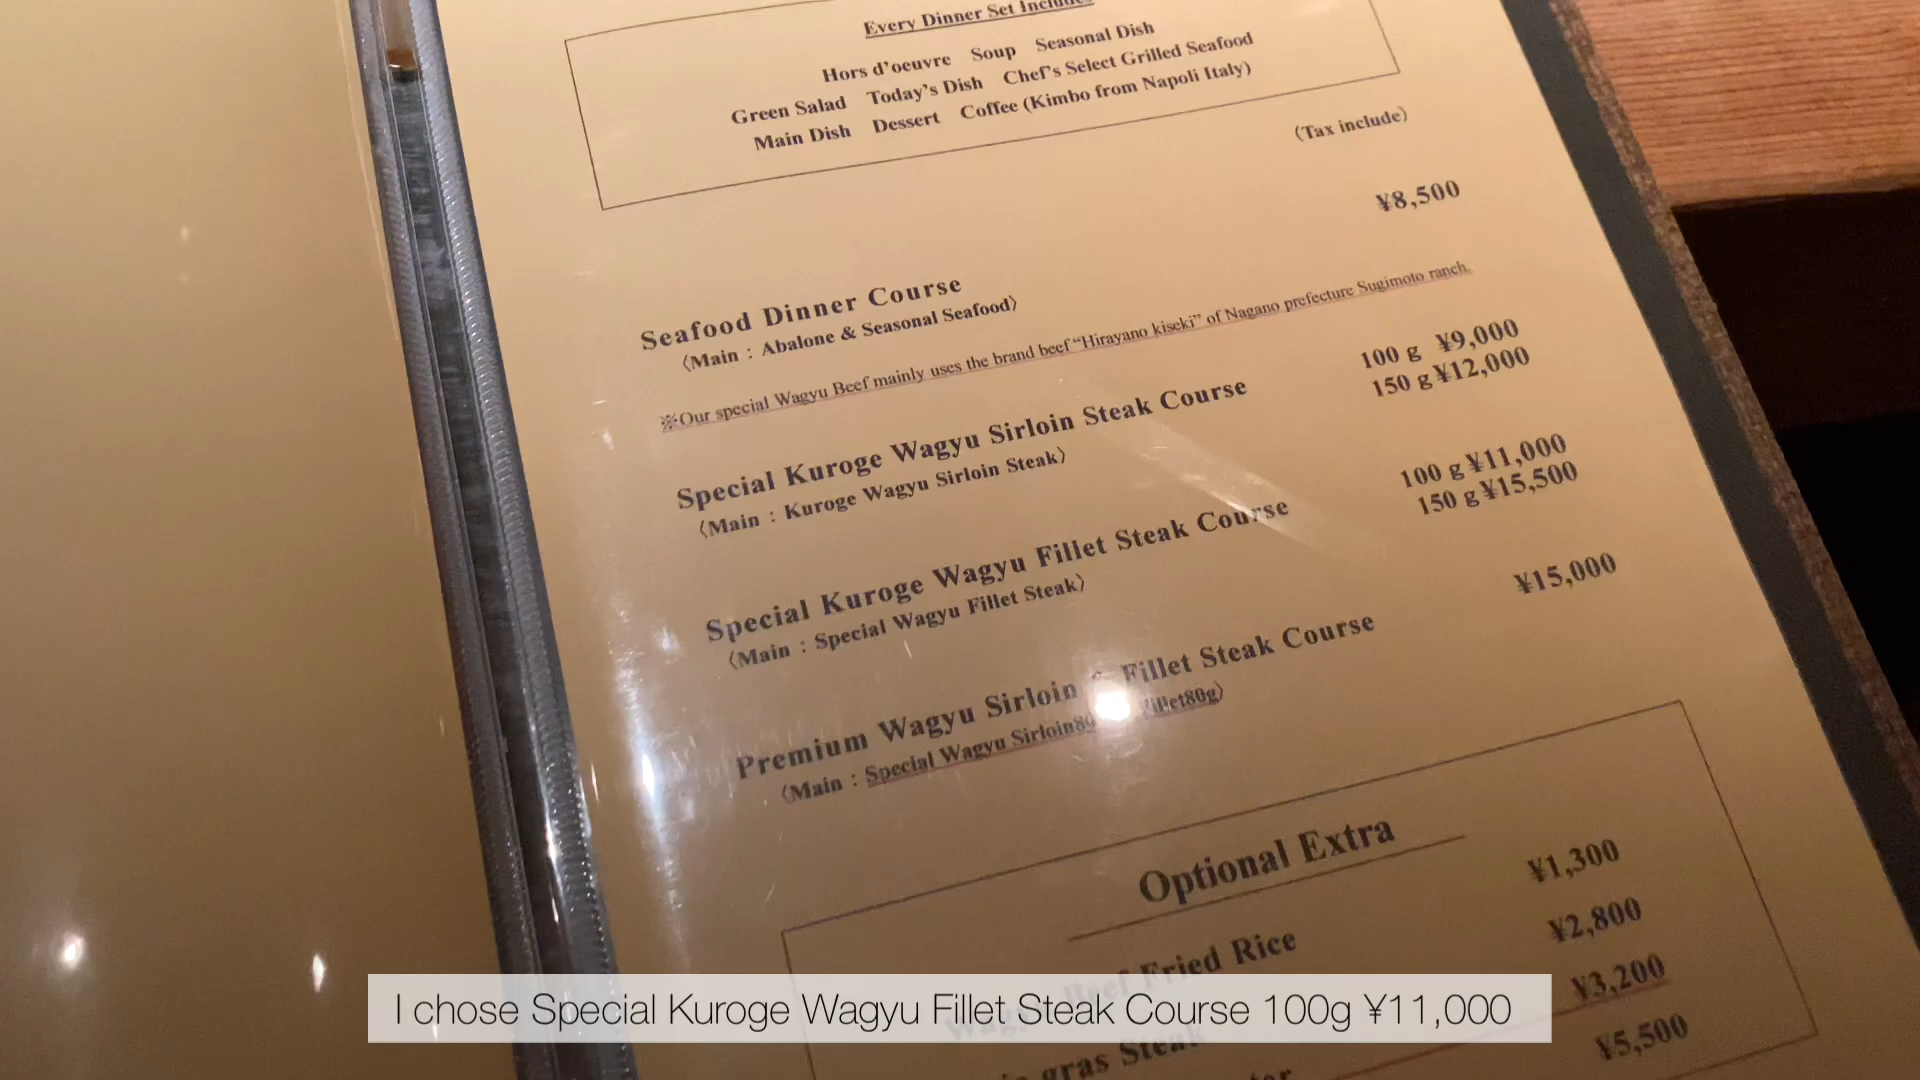 Every Dinner Set Includes
Hors d'oeuvre Soup Seasonal Dish
Green Salad Today's Dish Chef's Select Grilled Seafood
Main Dish Dessert Coffee (Kimbo from Napoli Italy)
(Tax include)
¥8,500
Seafood Dinner Course
〈Main : Abalone & Seasonal Seafood〉
※Our special Wagyu Beef mainly uses the brand beef "Hirayano kiseki" of Nagano prefecture Sugimoto ranch.
100 g ¥9,000
150 g ¥12,000
Special Kuroge Wagyu Sirloin Steak Course
〈Main : Kuroge Wagyu Sirloin Steak〉
100 g ¥11,000
150 g ¥15,500
Special Kuroge Wagyu Fillet Steak Course
〈Main : Special Wagyu Fillet Steak〉
¥15,000
Premium Wagyu Sirloin Fillet Steak Course
〈Main : Special Wagyu Sirloin80 Fillet80g〉
Optional Extra
¥1,300
Beef Fried Rice
¥2,800
¥3,200
gras Steak
¥5,500
I chose Special Kuroge Wagyu Fillet Steak Course 100g ¥11,000